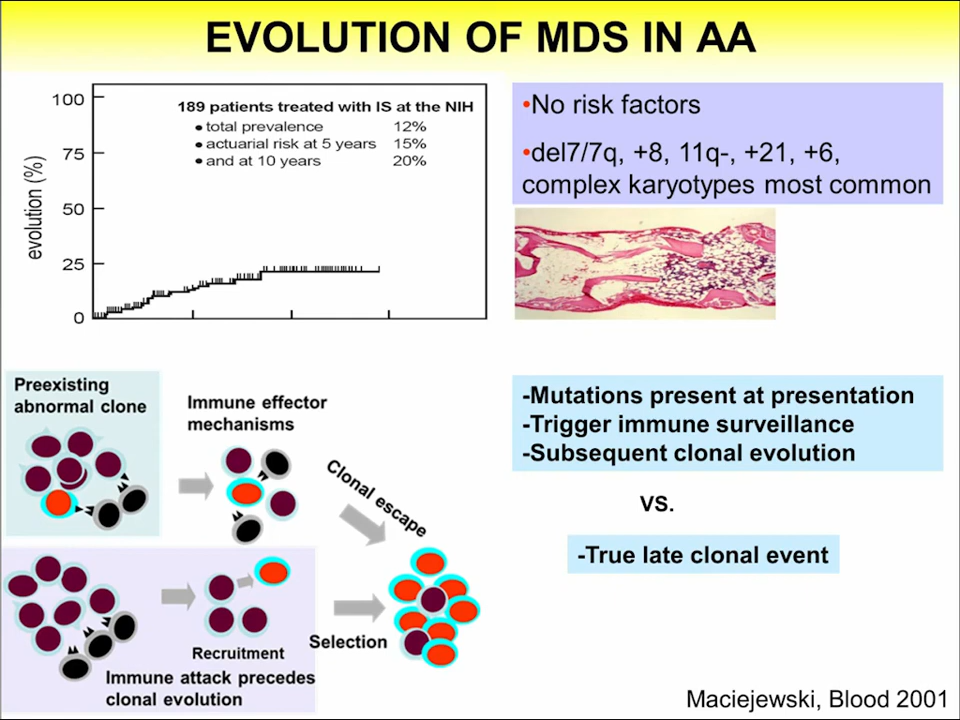 EVOLUTION OF MDS IN AA
100
75
50
25
0
evolution (%)
189 patients treated with IS at the NIH
• total prevalence 12%
• actuarial risk at 5 years 15%
• and at 10 years 20%
•No risk factors
•del7/7q, +8, 11q-, +21, +6,
complex karyotypes most common
Preexisting
abnormal clone
Immune effector
mechanisms
Clonal escape
Recruitment
Immune attack precedes
clonal evolution
Selection
-Mutations present at presentation
-Trigger immune surveillance
-Subsequent clonal evolution
VS.
-True late clonal event
Maciejewski, Blood 2001